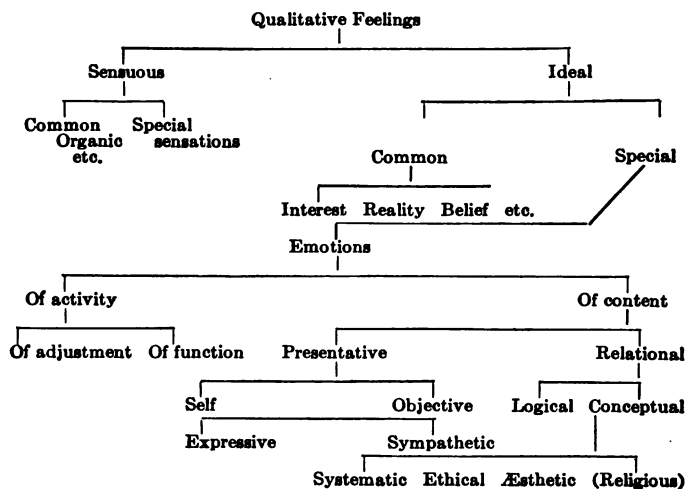 Qualitative Feelings
Sensuous Ideal
Common Special
Organic sensations
etc.
Common Special
Interest Reality Belief etc.
Emotions
Of activity Of content
Of adjustment Of function Presentative Relational
Self Objective Logical Conceptual
Expressive Sympathetic
Systematic Ethical Æsthetic (Religious)